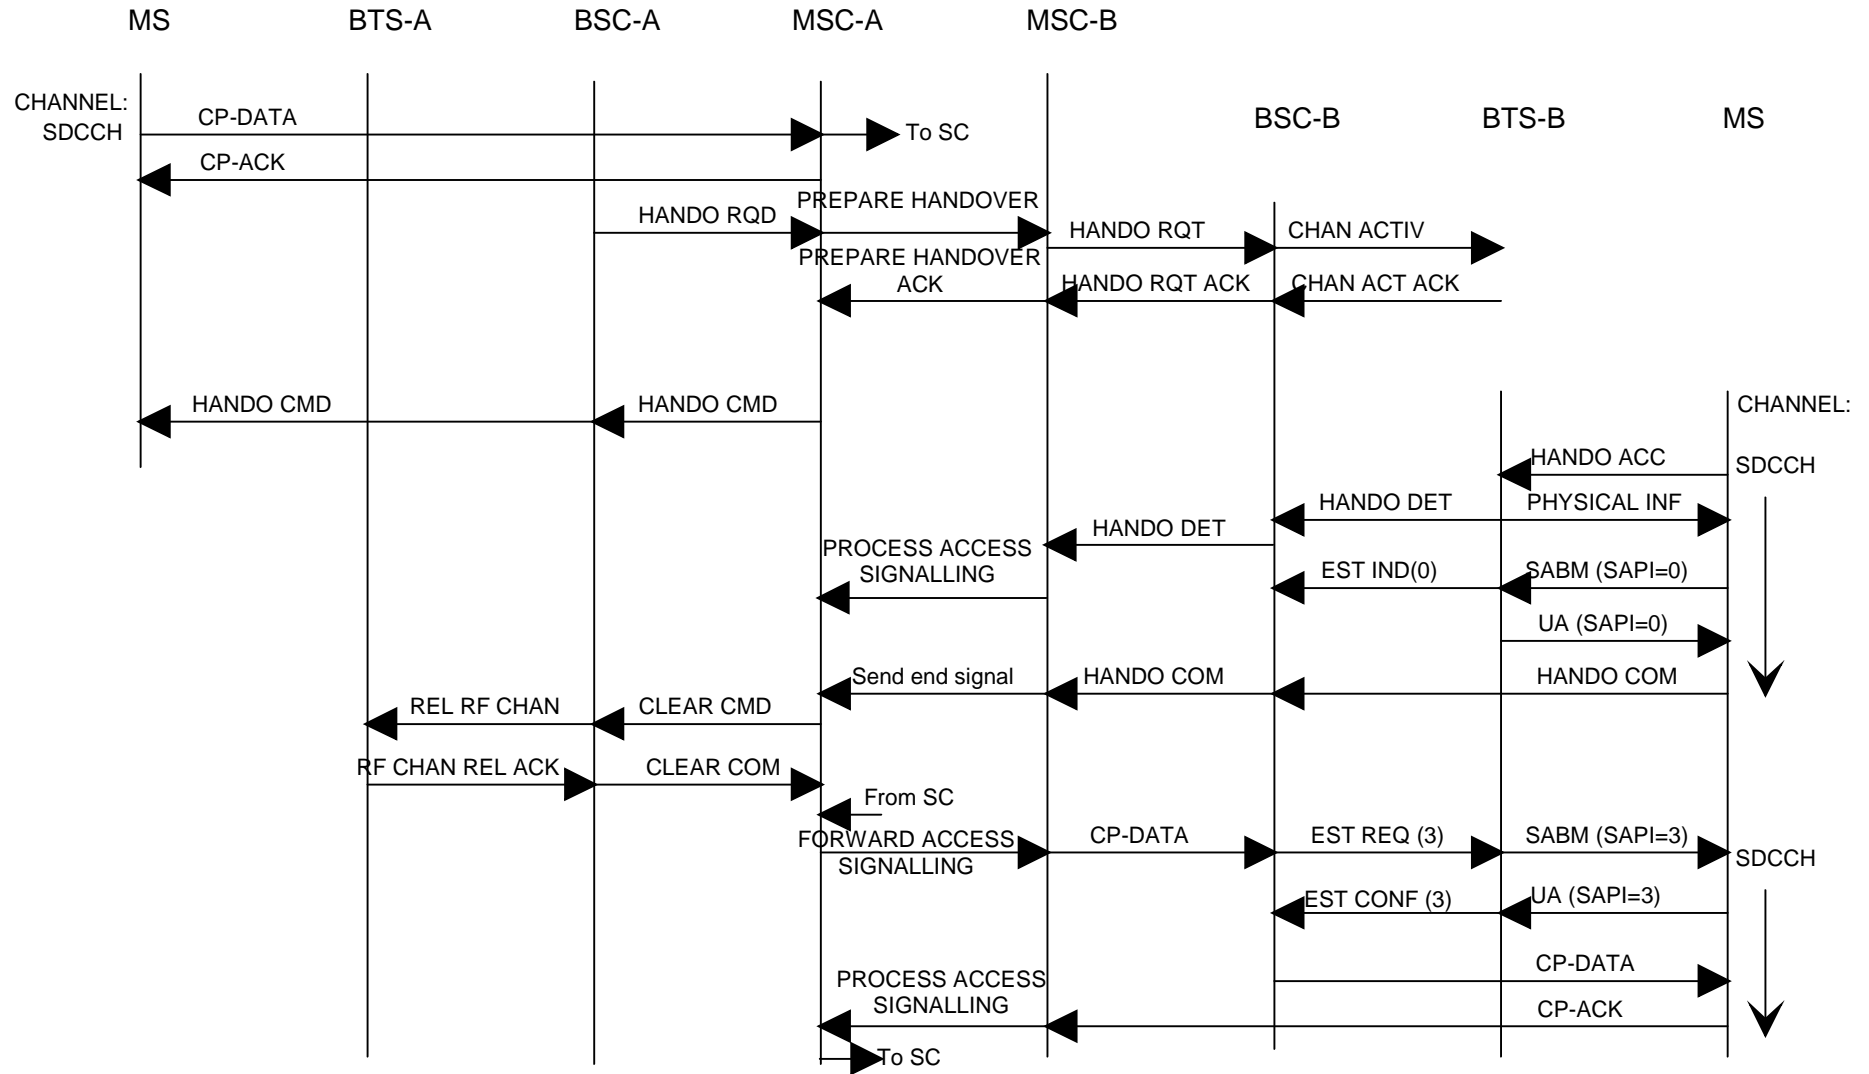 MS BTS-A BSC-A MSC-A MSC-B
CHANNEL:
SDCCH
CP-DATA
To SC
BSC-B BTS-B MS
CP-ACK
PREPARE HANDOVER
HANDO RQD
HANDO RQT
CHAN ACTIV
PREPARE HANDOVER
ACK
HANDO RQT ACK
CHAN ACT ACK
HANDO CMD
HANDO CMD
CHANNEL:
HANDO ACC
SDCCH
HANDO DET
PHYSICAL INF
HANDO DET
PROCESS ACCESS
SIGNALLING
EST IND(0)
SABM (SAPI=0)
UA (SAPI=0)
Send end signal
HANDO COM
HANDO COM
REL RF CHAN
CLEAR CMD
RF CHAN REL ACK
CLEAR COM
From SC
FORWARD ACCESS
SIGNALLING
CP-DATA
EST REQ (3)
SABM (SAPI=3)
SDCCH
EST CONF (3)
UA (SAPI=3)
CP-DATA
PROCESS ACCESS
SIGNALLING
CP-ACK
To SC